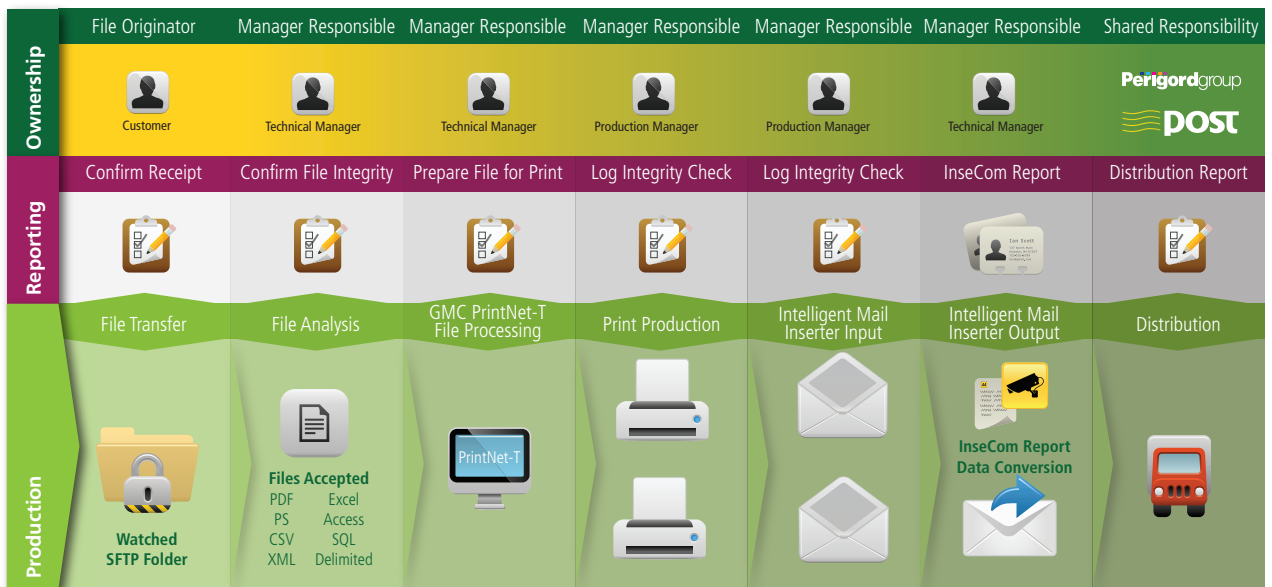 Ownership
File Originator
Manager Responsible
Manager Responsible
Manager Responsible
Manager Responsible
Manager Responsible
Shared Responsibility
Customer
Technical Manager
Technical Manager
Production Manager
Production Manager
Technical Manager
Perigordgroup
post
Reporting
Confirm Receipt
Confirm File Integrity
Prepare File for Print
Log Integrity Check
Log Integrity Check
InseCom Report
Distribution Report
Ian Scott
Production
File Transfer
File Analysis
GMC PrintNet-T
File Processing
Print Production
Intelligent Mail
Inserter Input
Intelligent Mail
Inserter Output
Distribution
Watched
SFTP Folder
Files Accepted
PDF Excel
PS Access
CSV SQL
XML Delimited
PrintNet-T
InseCom Report
Data Conversion